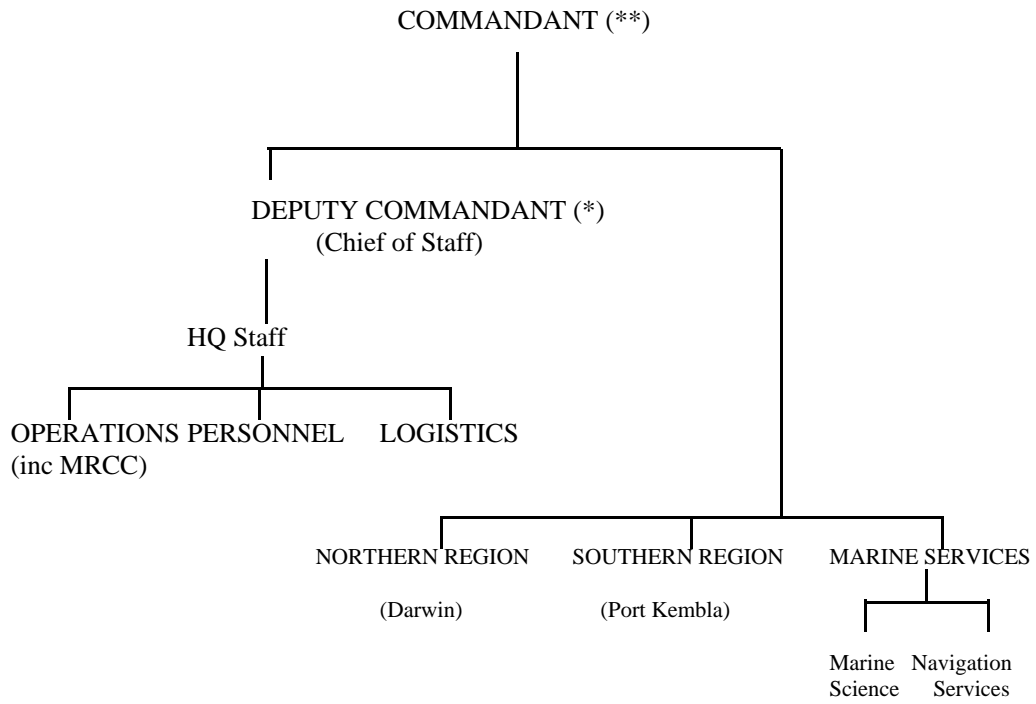 COMMANDANT (**)
DEPUTY COMMANDANT (*)
(Chief of Staff)
HQ Staff
OPERATIONS PERSONNEL LOGISTICS
(inc MRCC)
NORTHERN REGION SOUTHERN REGION MARINE SERVICES
(Darwin) (Port Kembla)
Marine Navigation
Science Services